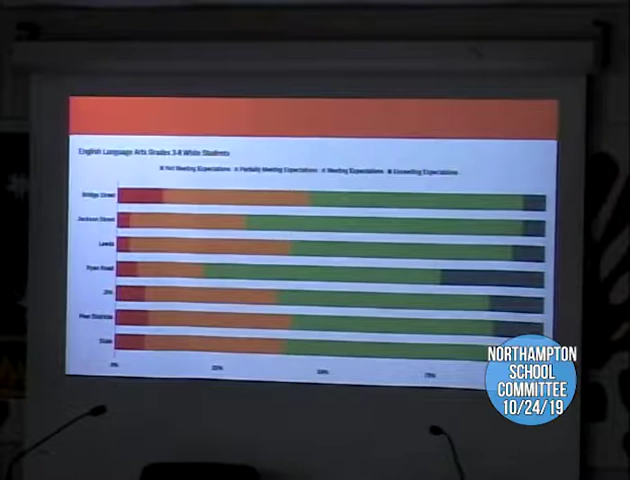 English Language Arts Grades 3-8 White Students
Not Meeting Expectations Partially Meeting Expectations Meeting Expectations Exceeding Expectations
Bridge Street
Jackson Street
Leeds
Ryan Road
JFK
Peer Districts
State
0% 25% 50% 75%
NORTHAMPTON
SCHOOL
COMMITTEE
10/24/19